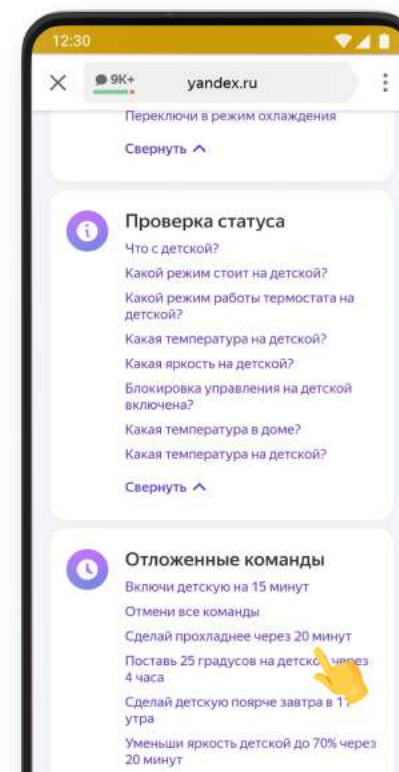 12:30
9K+ yandex.ru
Переключи в режим охлаждения
Свернуть
Проверка статуса
Что с детской?
Какой режим стоит на детской?
Какой режим работы термостата на
детской?
Какая температура на детской?
Какая яркость на детской?
Блокировка управления на детской
включена?
Какая температура в доме?
Какая температура на детской?
Свернуть
Отложенные команды
Включи детскую на 15 минут
Отмени все команды
Сделай прохладнее через 20 минут
Поставь 25 градусов на детской через
4 часа
Сделай детскую поярче завтра в 11
утра
Уменьши яркость детской до 70% через
20 минут